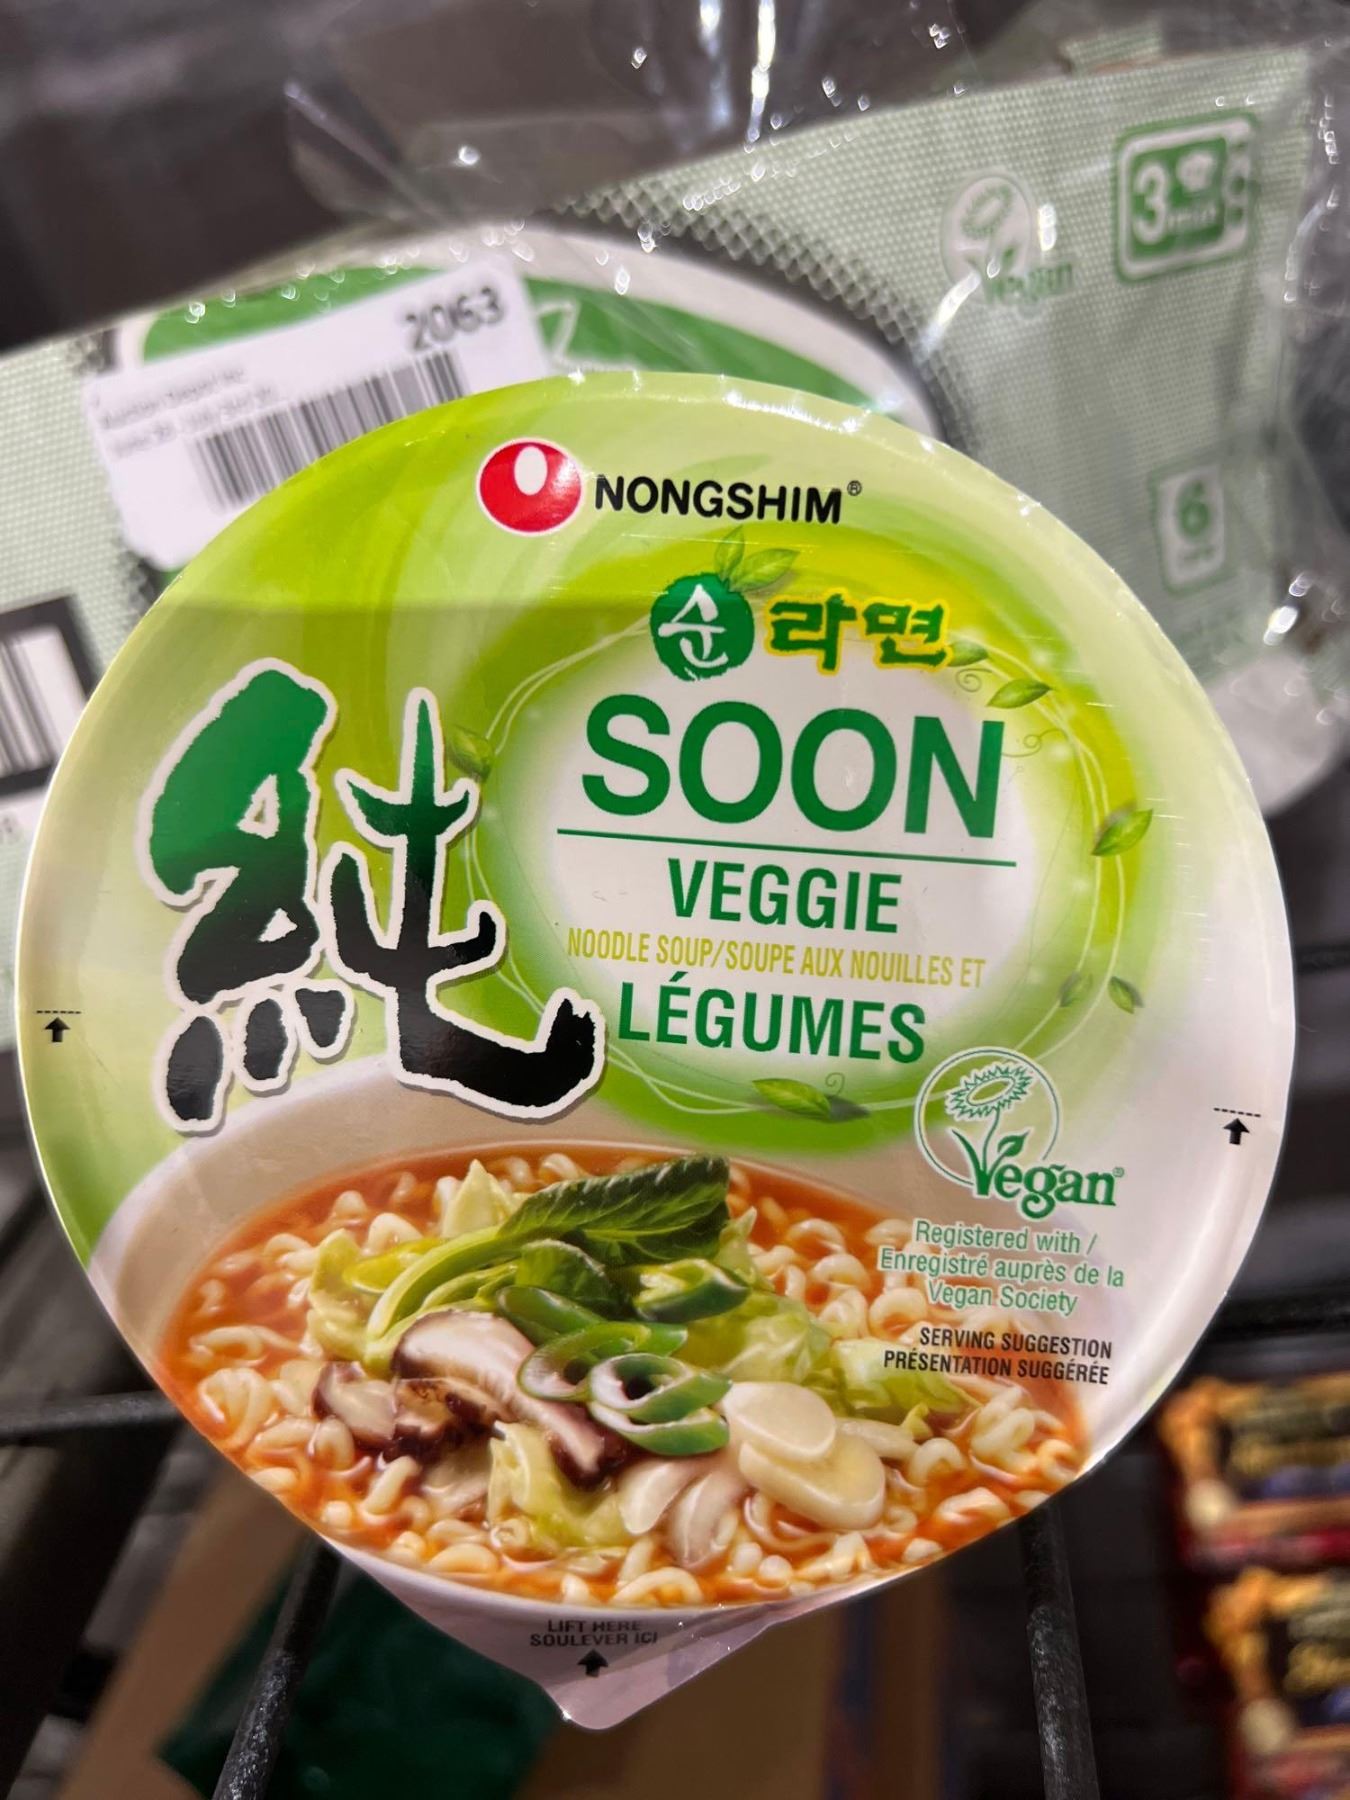 2063
Vegan
3
6
NONGSHIM®
순라면
純
SOON
VEGGIE
NOODLE SOUP/SOUPE AUX NOUILLES ET
LÉGUMES
Vegan®
Registered with /
Enregistré auprès de la
Vegan Society
SERVING SUGGESTION
PRÉSENTATION SUGGÉRÉE
LIFT HERE
SOULEVER ICI